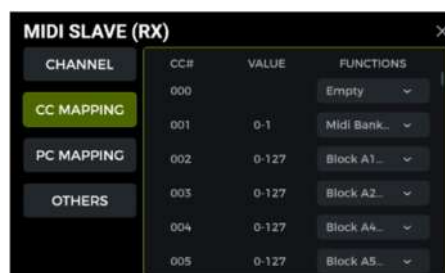 MIDI SLAVE (RX)
CHANNEL
CC MAPPING
PC MAPPING
OTHERS
CC# VALUE FUNCTIONS
000 Empty
001 0-1 Midi Bank...
002 0-127 Block A1...
003 0-127 Block A2...
004 0-127 Block A4...
005 0-127 Block A5...